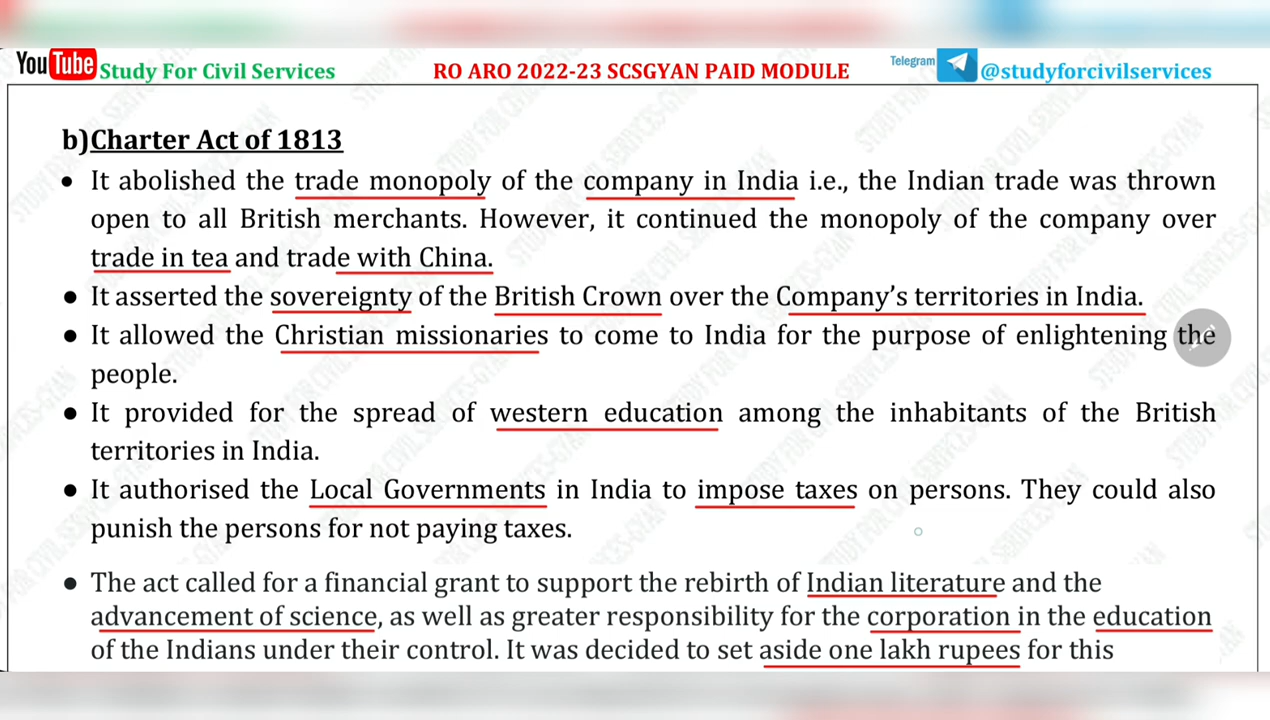 YouTube Study For Civil Services RO ARO 2022-23 SCSGYAN PAID MODULE Telegram @studyforcivilservices
b)Charter Act of 1813
• It abolished the trade monopoly of the company in India i.e., the Indian trade was thrown
open to all British merchants. However, it continued the monopoly of the company over
trade in tea and trade with China.
● It asserted the sovereignty of the British Crown over the Company's territories in India.
● It allowed the Christian missionaries to come to India for the purpose of enlightening the
people.
● It provided for the spread of western education among the inhabitants of the British
territories in India.
● It authorised the Local Governments in India to impose taxes on persons. They could also
punish the persons for not paying taxes.
● The act called for a financial grant to support the rebirth of Indian literature and the
advancement of science, as well as greater responsibility for the corporation in the education
of the Indians under their control. It was decided to set aside one lakh rupees for this